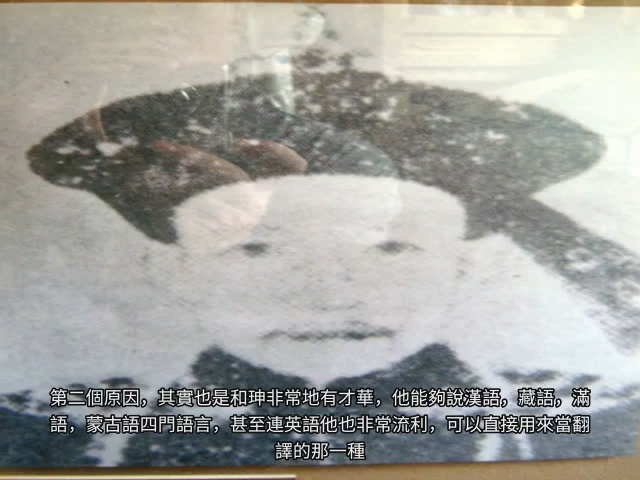 第二個原因，其實也是和珅非常地有才華，他能夠說漢語，藏語，滿
語，蒙古語四門語言，甚至連英語他也非常流利，可以直接用來當翻
譯的那一種